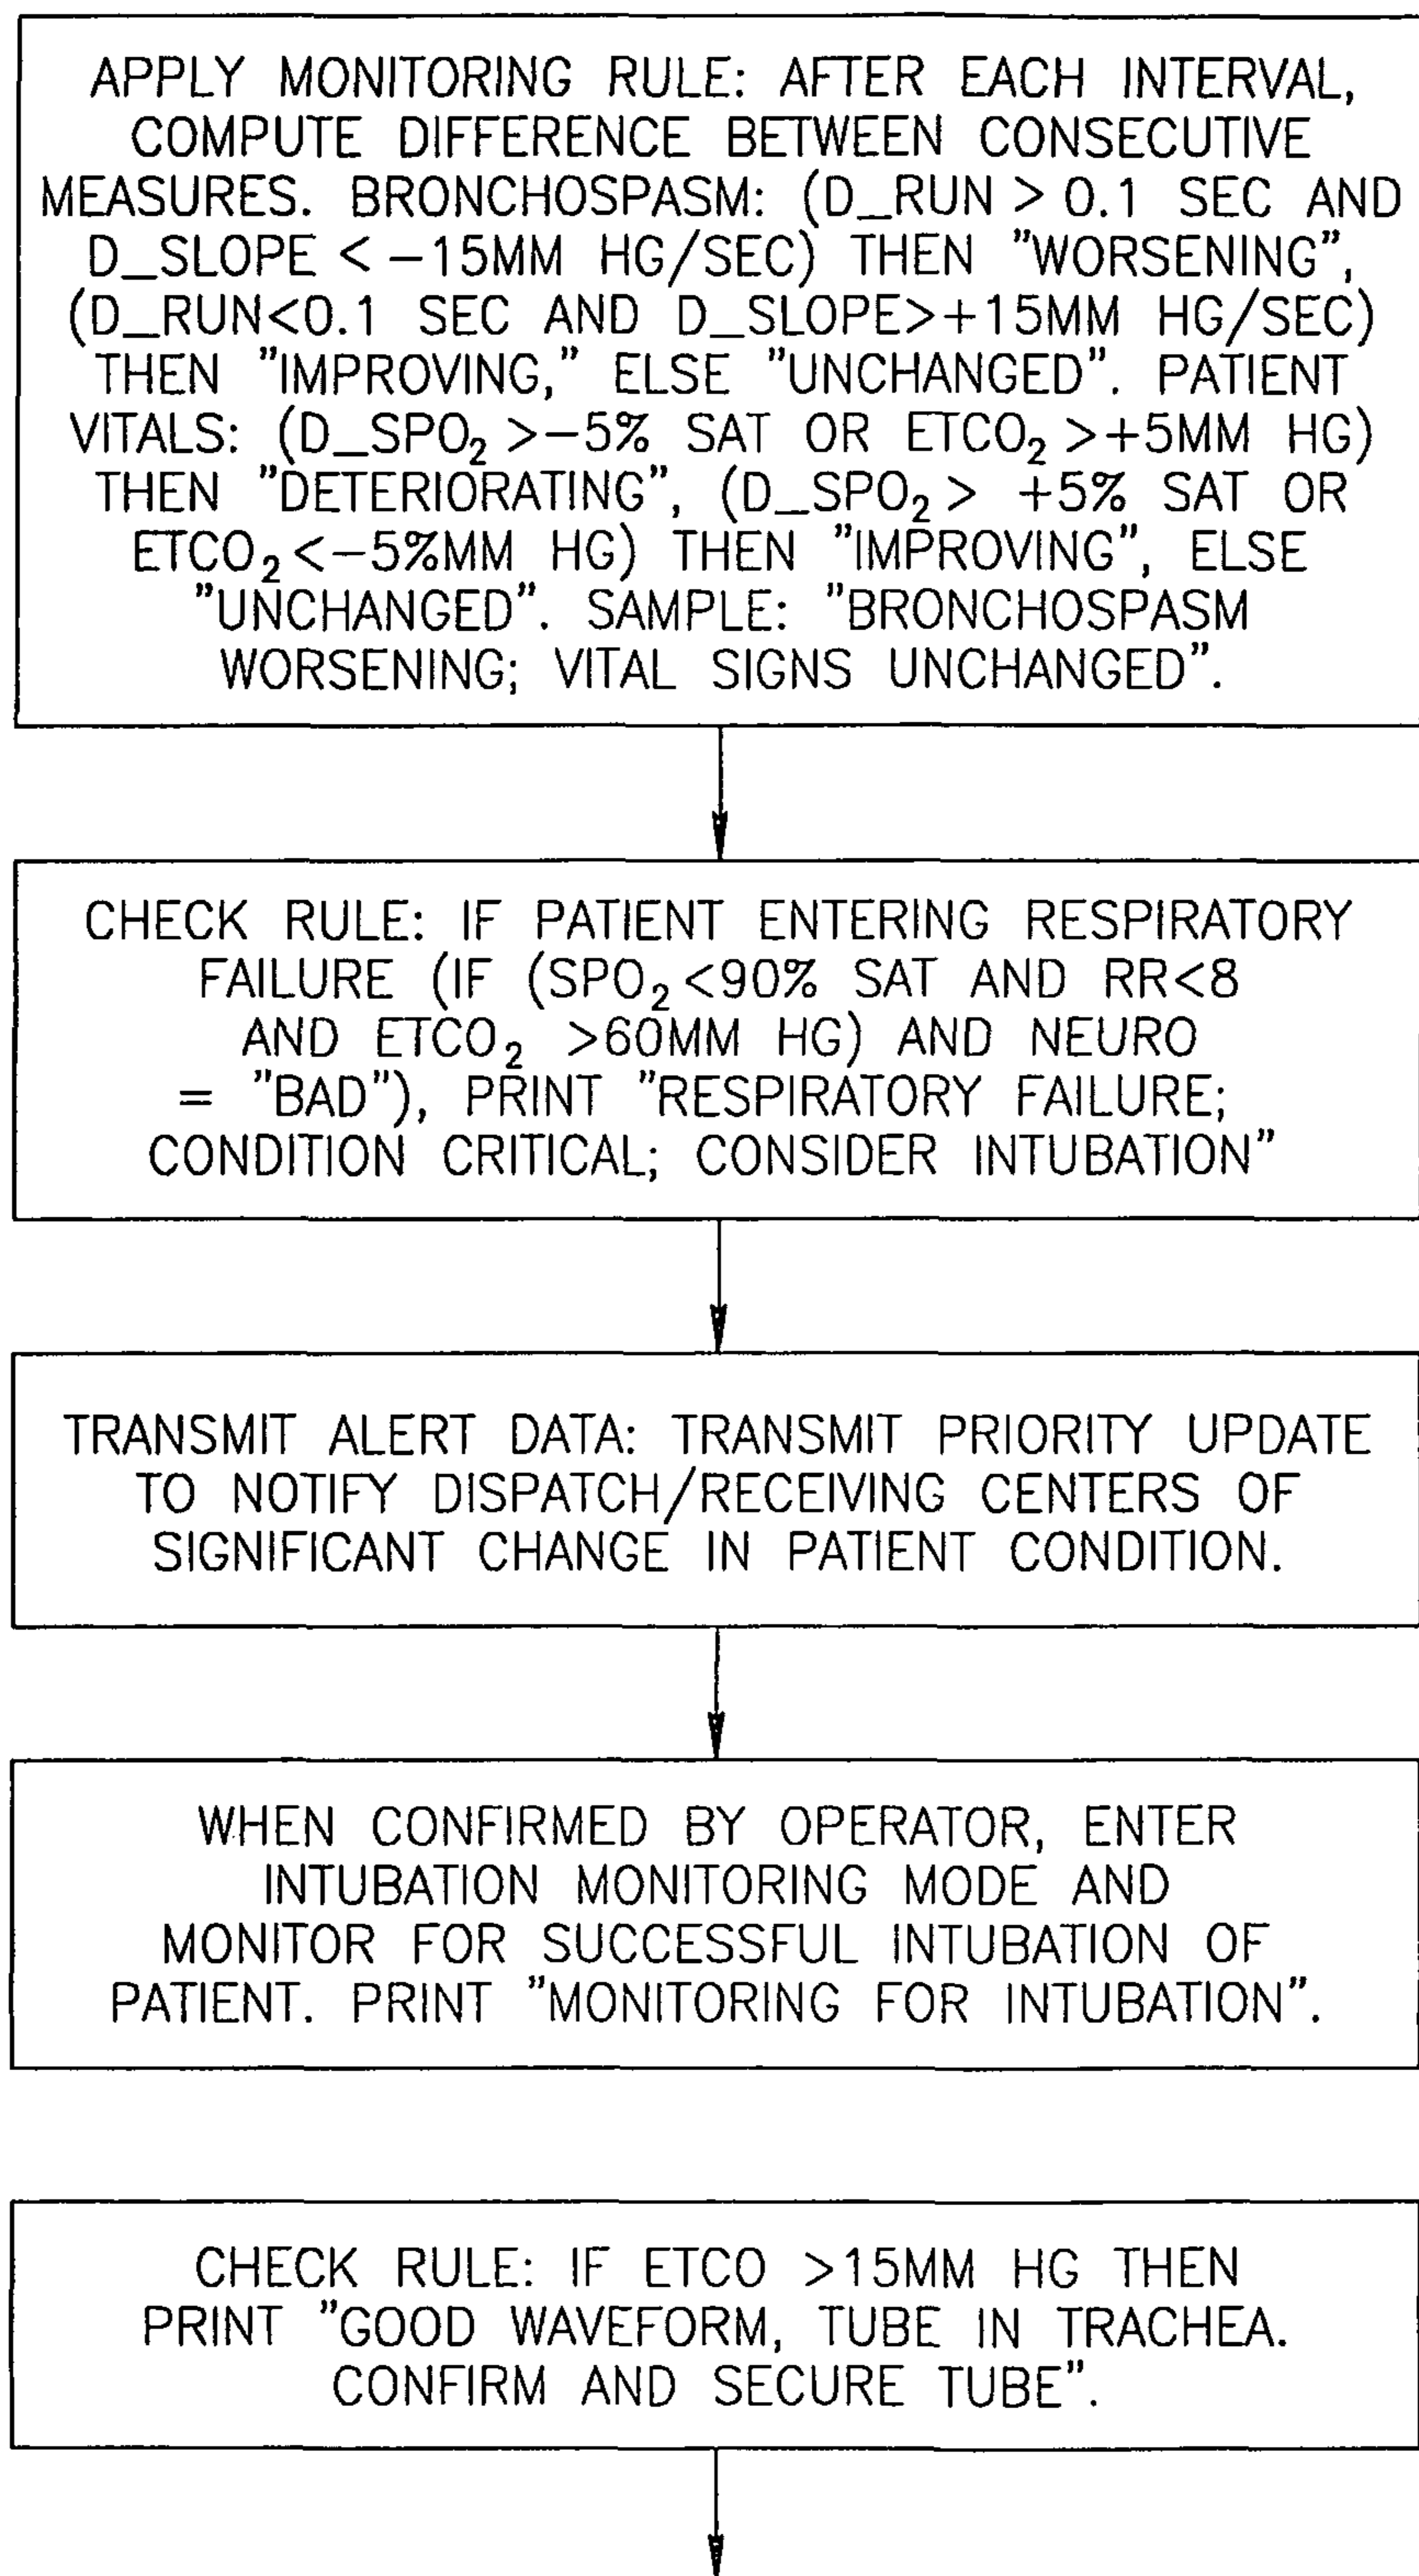 APPLY MONITORING RULE: AFTER EACH INTERVAL,
COMPUTE DIFFERENCE BETWEEN CONSECUTIVE
MEASURES. BRONCHOSPASM: (D_RUN > 0.1 SEC AND
D_SLOPE < -15MM HG/SEC) THEN "WORSENING",
(D_RUN<0.1 SEC AND D_SLOPE>+15MM HG/SEC)
THEN "IMPROVING," ELSE "UNCHANGED". PATIENT
VITALS: (D_SPO₂ >-5% SAT OR ETCO₂ >+5MM HG)
THEN "DETERIORATING", (D_SPO₂ > +5% SAT OR
ETCO₂ <-5%MM HG) THEN "IMPROVING", ELSE
"UNCHANGED". SAMPLE: "BRONCHOSPASM
WORSENING; VITAL SIGNS UNCHANGED".
CHECK RULE: IF PATIENT ENTERING RESPIRATORY
FAILURE (IF (SPO₂ <90% SAT AND RR<8
AND ETCO₂ >60MM HG) AND NEURO
= "BAD"), PRINT "RESPIRATORY FAILURE;
CONDITION CRITICAL; CONSIDER INTUBATION"
TRANSMIT ALERT DATA: TRANSMIT PRIORITY UPDATE
TO NOTIFY DISPATCH/RECEIVING CENTERS OF
SIGNIFICANT CHANGE IN PATIENT CONDITION.
WHEN CONFIRMED BY OPERATOR, ENTER
INTUBATION MONITORING MODE AND
MONITOR FOR SUCCESSFUL INTUBATION OF
PATIENT. PRINT "MONITORING FOR INTUBATION".
CHECK RULE: IF ETCO >15MM HG THEN
PRINT "GOOD WAVEFORM, TUBE IN TRACHEA.
CONFIRM AND SECURE TUBE".